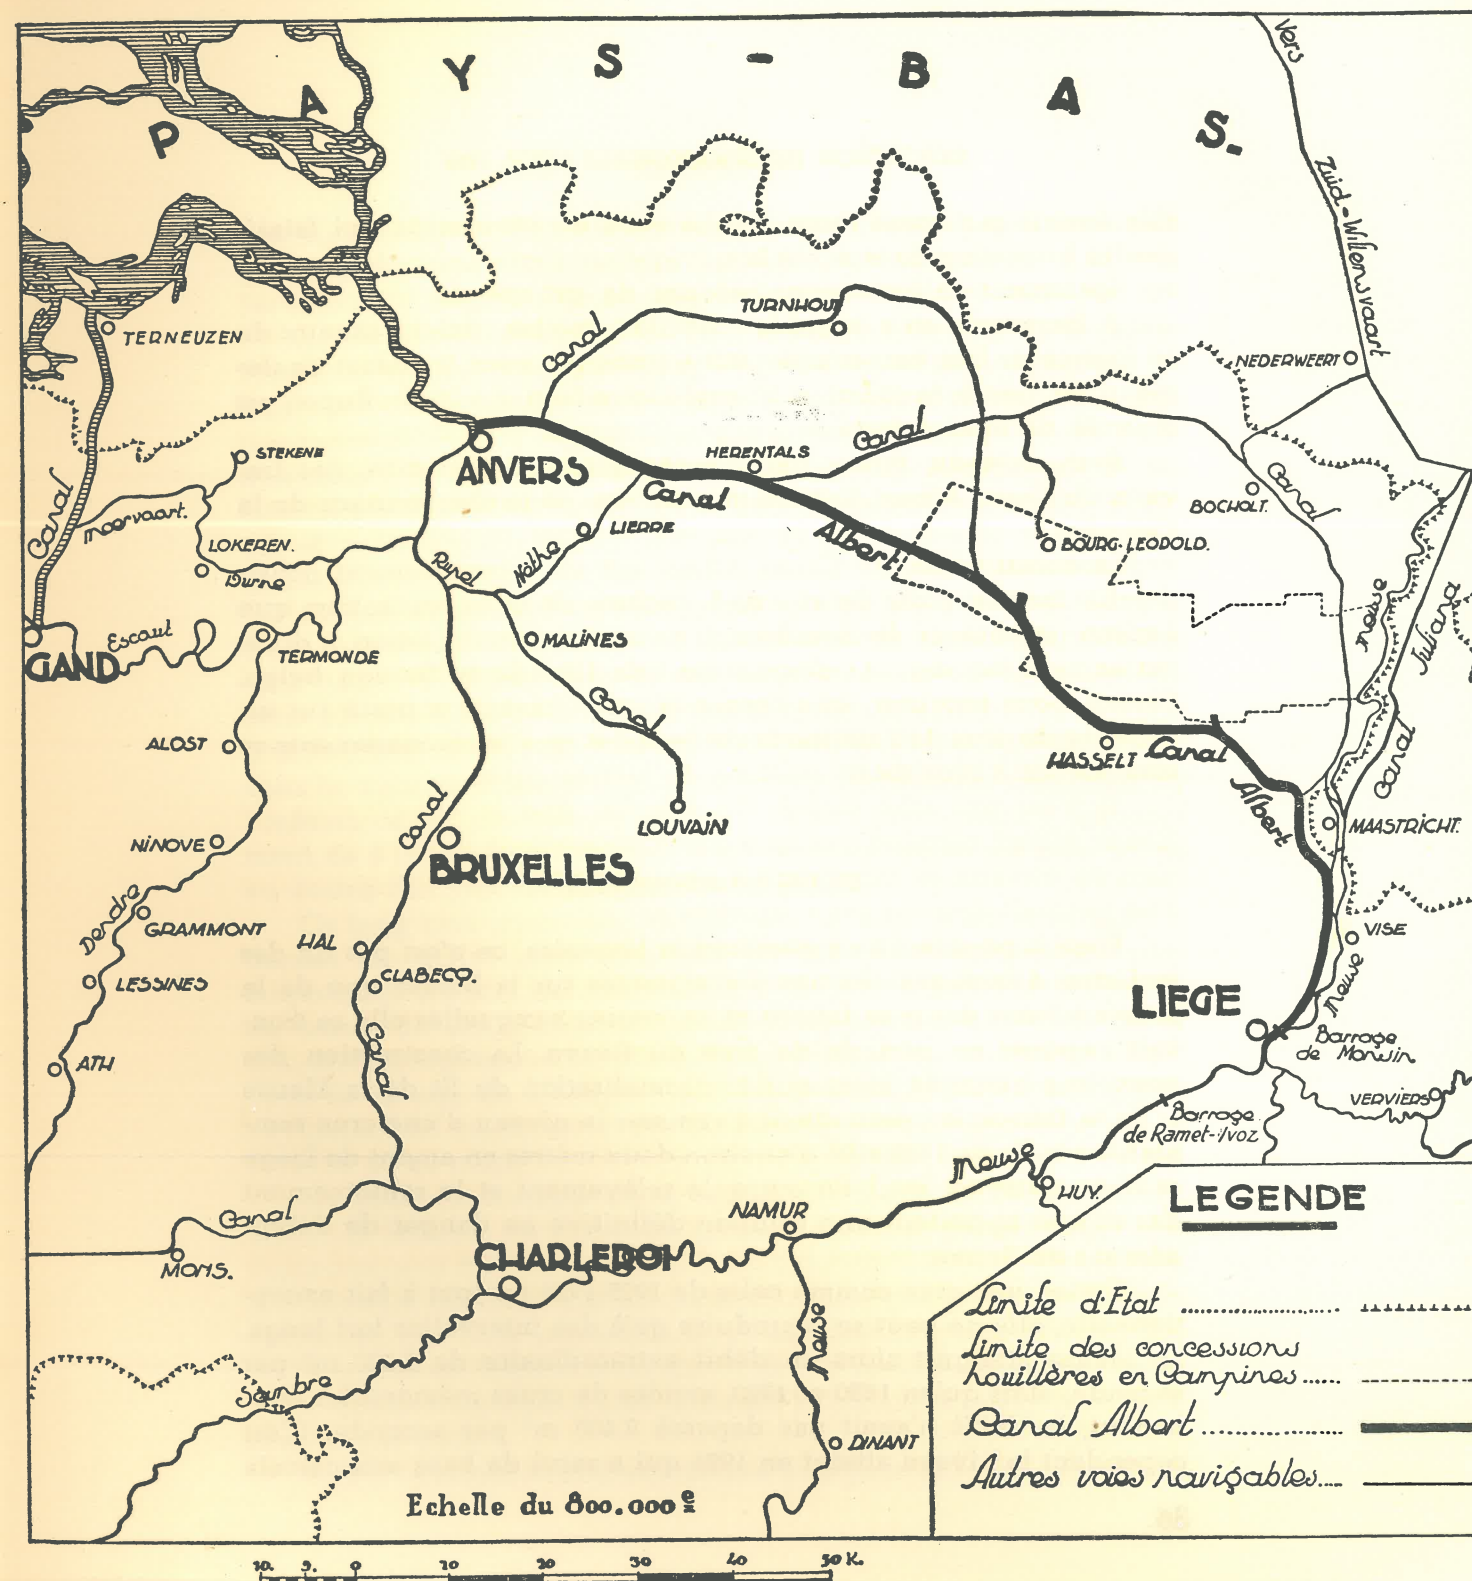 PAYS-BAS.
Vers
Zuid-Willemsvaart
TERNEUZEN
TURNHOUT
Canal
NEDERWEERT
STEKENE
ANVERS
HERENTALS
Canal
Canal
Canal
moervaart.
Canal
Albert
LIERRE
BOCHOLT.
Canal
LOKEREN.
Durme
Rupel
Nèthe
BOURG-LEOPOLD.
Meuse
Juliana
Canal
GAND
Escaut
TERMONDE
MALINES
Canal
ALOST
HASSELT
Canal
Albert
MAASTRICHT.
LOUVAIN
NINOVE
Canal
BRUXELLES
Dendre
GRAMMONT
HAL
VISE
LESSINES
CLABECQ.
Meuse
LIEGE
Barrage
de Monsin.
ATH
Canal
VERVIERS
Barrage
de Ramet-Ivoz
Meuse
HUY.
NAMUR
Canal
MONS.
CHARLEROI
Meuse
Sambre
DINANT
LEGENDE
Limite d'Etat
Limite des concessions
houillères en Campines
Canal Albert
Autres voies navigables
Echelle du 800.000e
10. 5. 0 10 20 30 40 50 K.